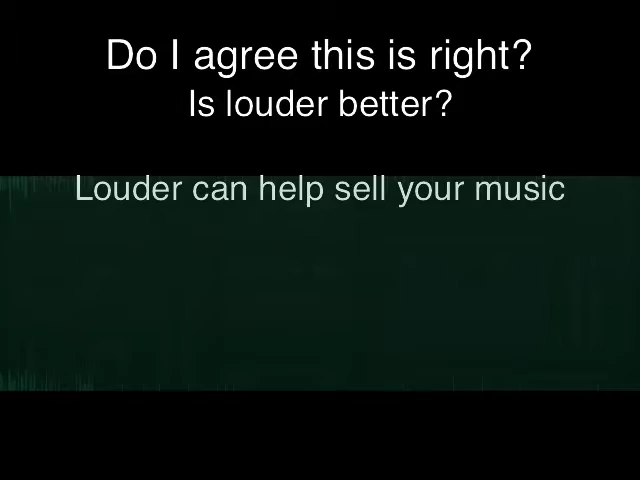 Do I agree this is right?
Is louder better?
Louder can help sell your music